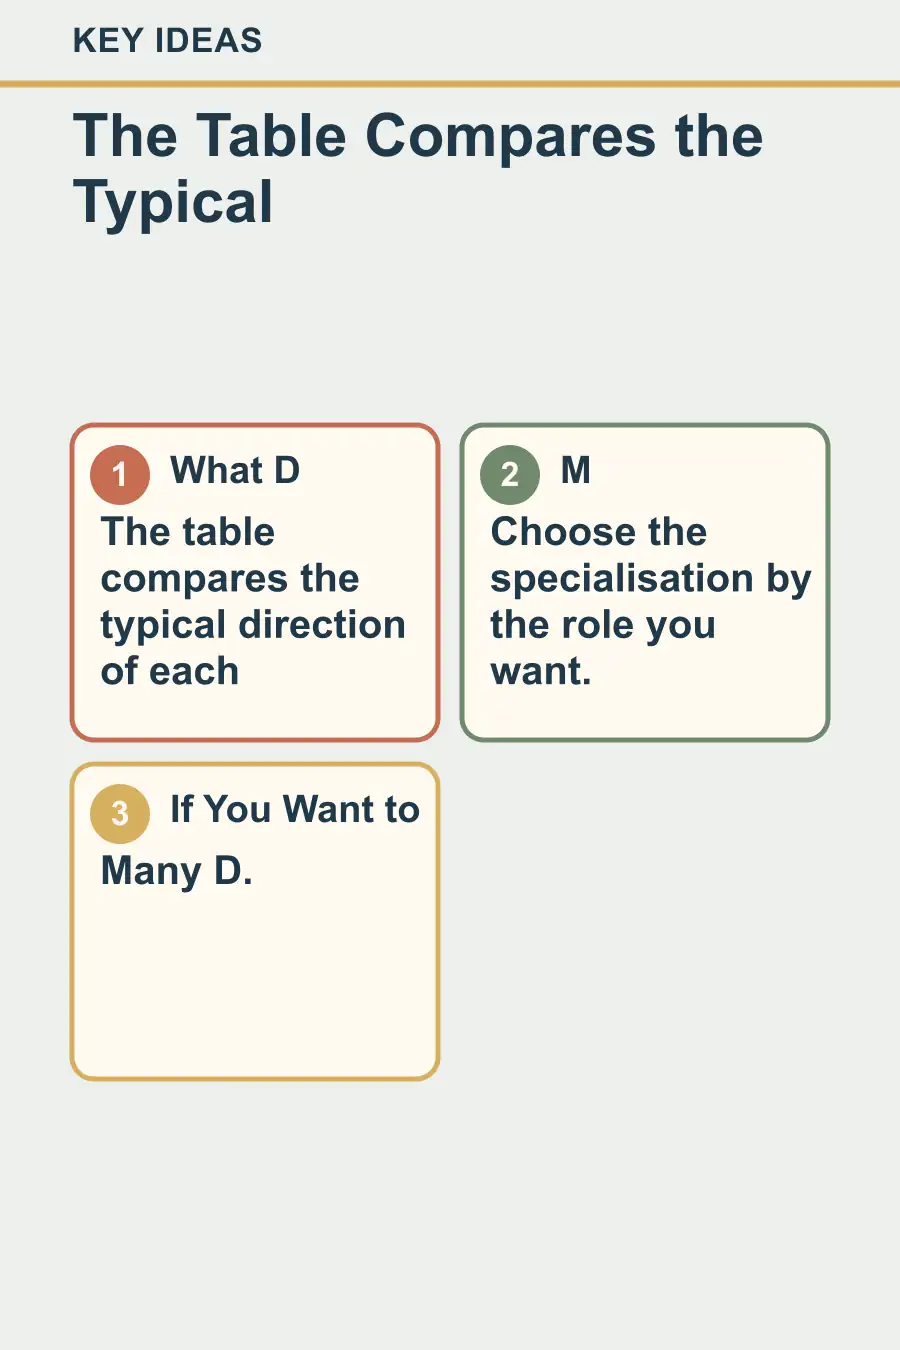 KEY IDEAS
The Table Compares the
Typical
1 What D
The table
compares the
typical direction
of each
2 M
Choose the
specialisation by
the role you
want.
3 If You Want to
Many D.